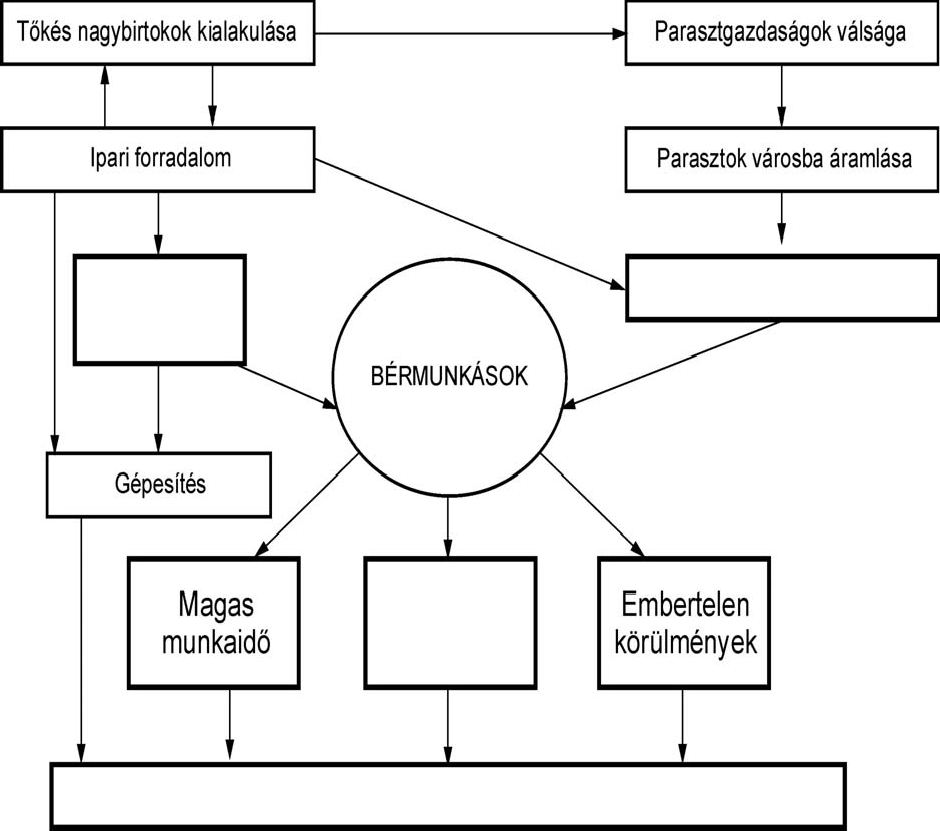 Tőkés nagybirtokok kialakulása
Parasztgazdaságok válsága
Ipari forradalom
Parasztok városba áramlása
BÉRMUNKÁSOK
Gépesítés
Magas
munkaidő
Embertelen
körülmények